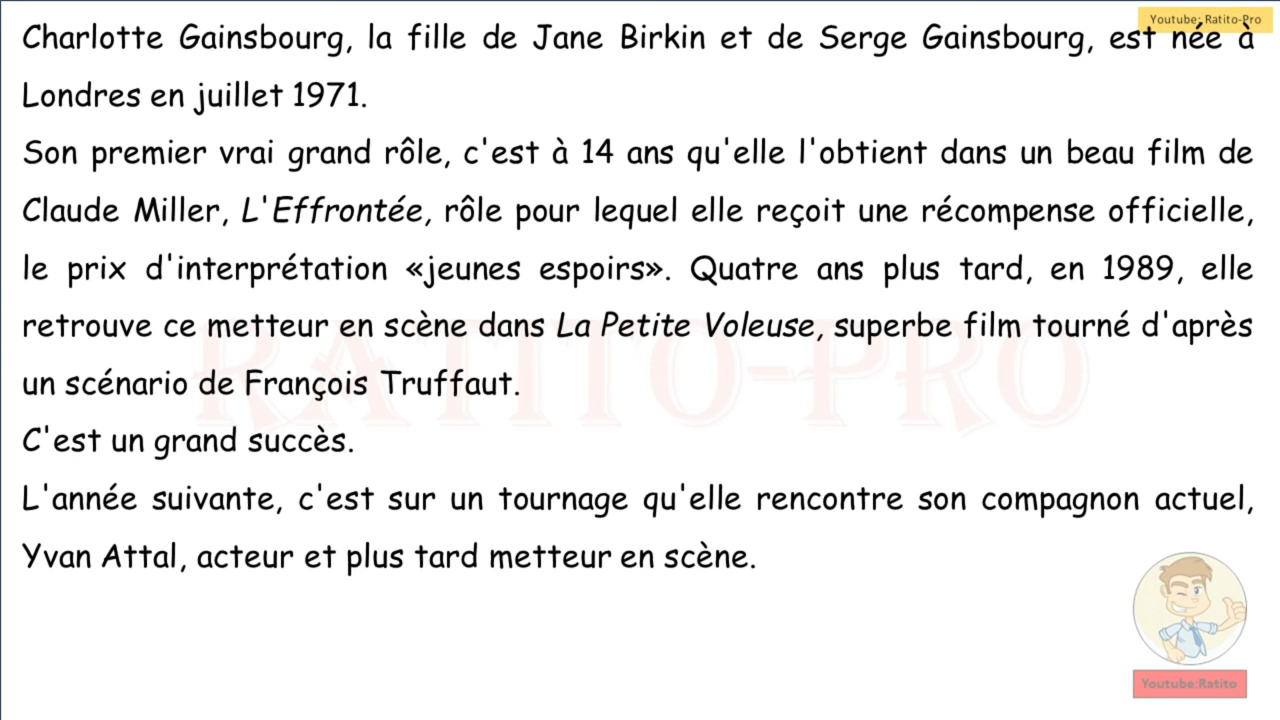 Youtube: Ratito-Pro
Charlotte Gainsbourg, la fille de Jane Birkin et de Serge Gainsbourg, est née à
Londres en juillet 1971.
Son premier vrai grand rôle, c'est à 14 ans qu'elle l'obtient dans un beau film de
Claude Miller, L'Effrontée, rôle pour lequel elle reçoit une récompense officielle,
le prix d'interprétation «jeunes espoirs». Quatre ans plus tard, en 1989, elle
retrouve ce metteur en scène dans La Petite Voleuse, superbe film tourné d'après
RATITO-PRO
un scénario de François Truffaut.
C'est un grand succès.
L'année suivante, c'est sur un tournage qu'elle rencontre son compagnon actuel,
Yvan Attal, acteur et plus tard metteur en scène.
Youtube:Ratito